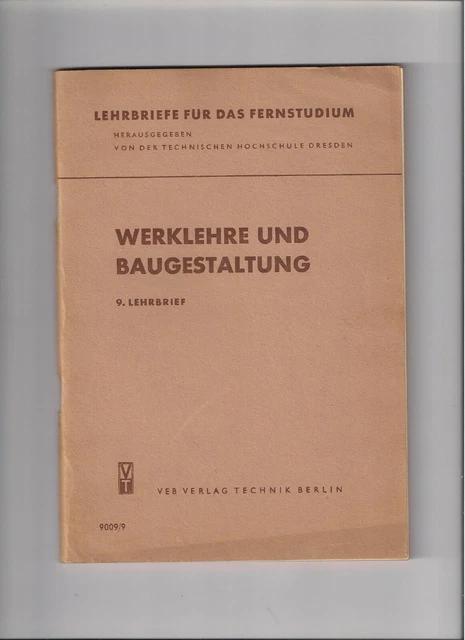 LEHRBRIEFE FÜR DAS FERNSTUDIUM
HERAUSGEGEBEN
VON DER TECHNISCHEN HOCHSCHULE DRESDEN
WERKLEHRE UND
BAUGESTALTUNG
9. LEHRBRIEF
VT
VEB VERLAG TECHNIK BERLIN
9009/9